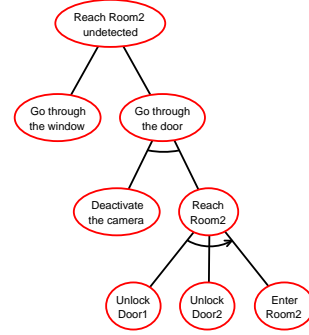 Reach Room2
undetected
Go through
the window
Go through
the door
Deactivate
the camera
Reach
Room2
Unlock
Door1
Unlock
Door2
Enter
Room2